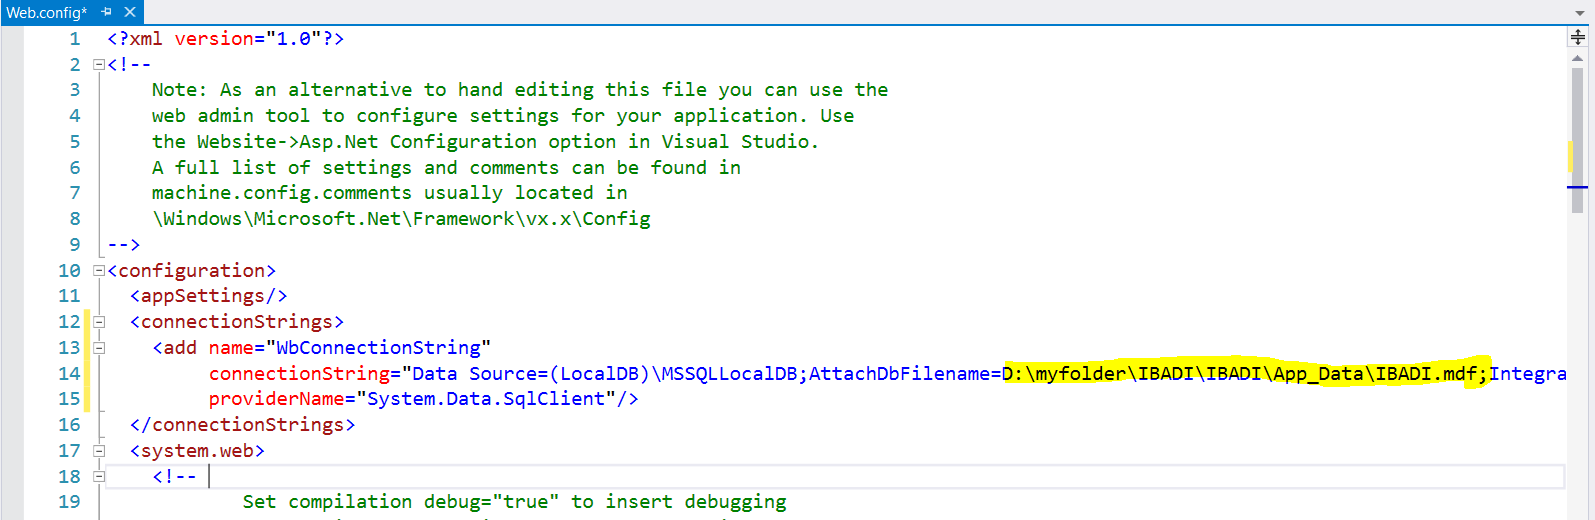 Web.config*
1 <?xml version="1.0"?>
2 <!--
3 Note: As an alternative to hand editing this file you can use the
4 web admin tool to configure settings for your application. Use
5 the Website->Asp.Net Configuration option in Visual Studio.
6 A full list of settings and comments can be found in
7 machine.config.comments usually located in
8 \Windows\Microsoft.Net\Framework\vx.x\Config
9 -->
10 <configuration>
11 <appSettings/>
12 <connectionStrings>
13 <add name="WbConnectionString"
14 connectionString="Data Source=(LocalDB)\MSSQLLocalDB;AttachDbFilename=D:\myfolder\IBADI\IBADI\App_Data\IBADI.mdf;Integra
15 providerName="System.Data.SqlClient"/>
16 </connectionStrings>
17 <system.web>
18 <!--
19 Set compilation debug="true" to insert debugging